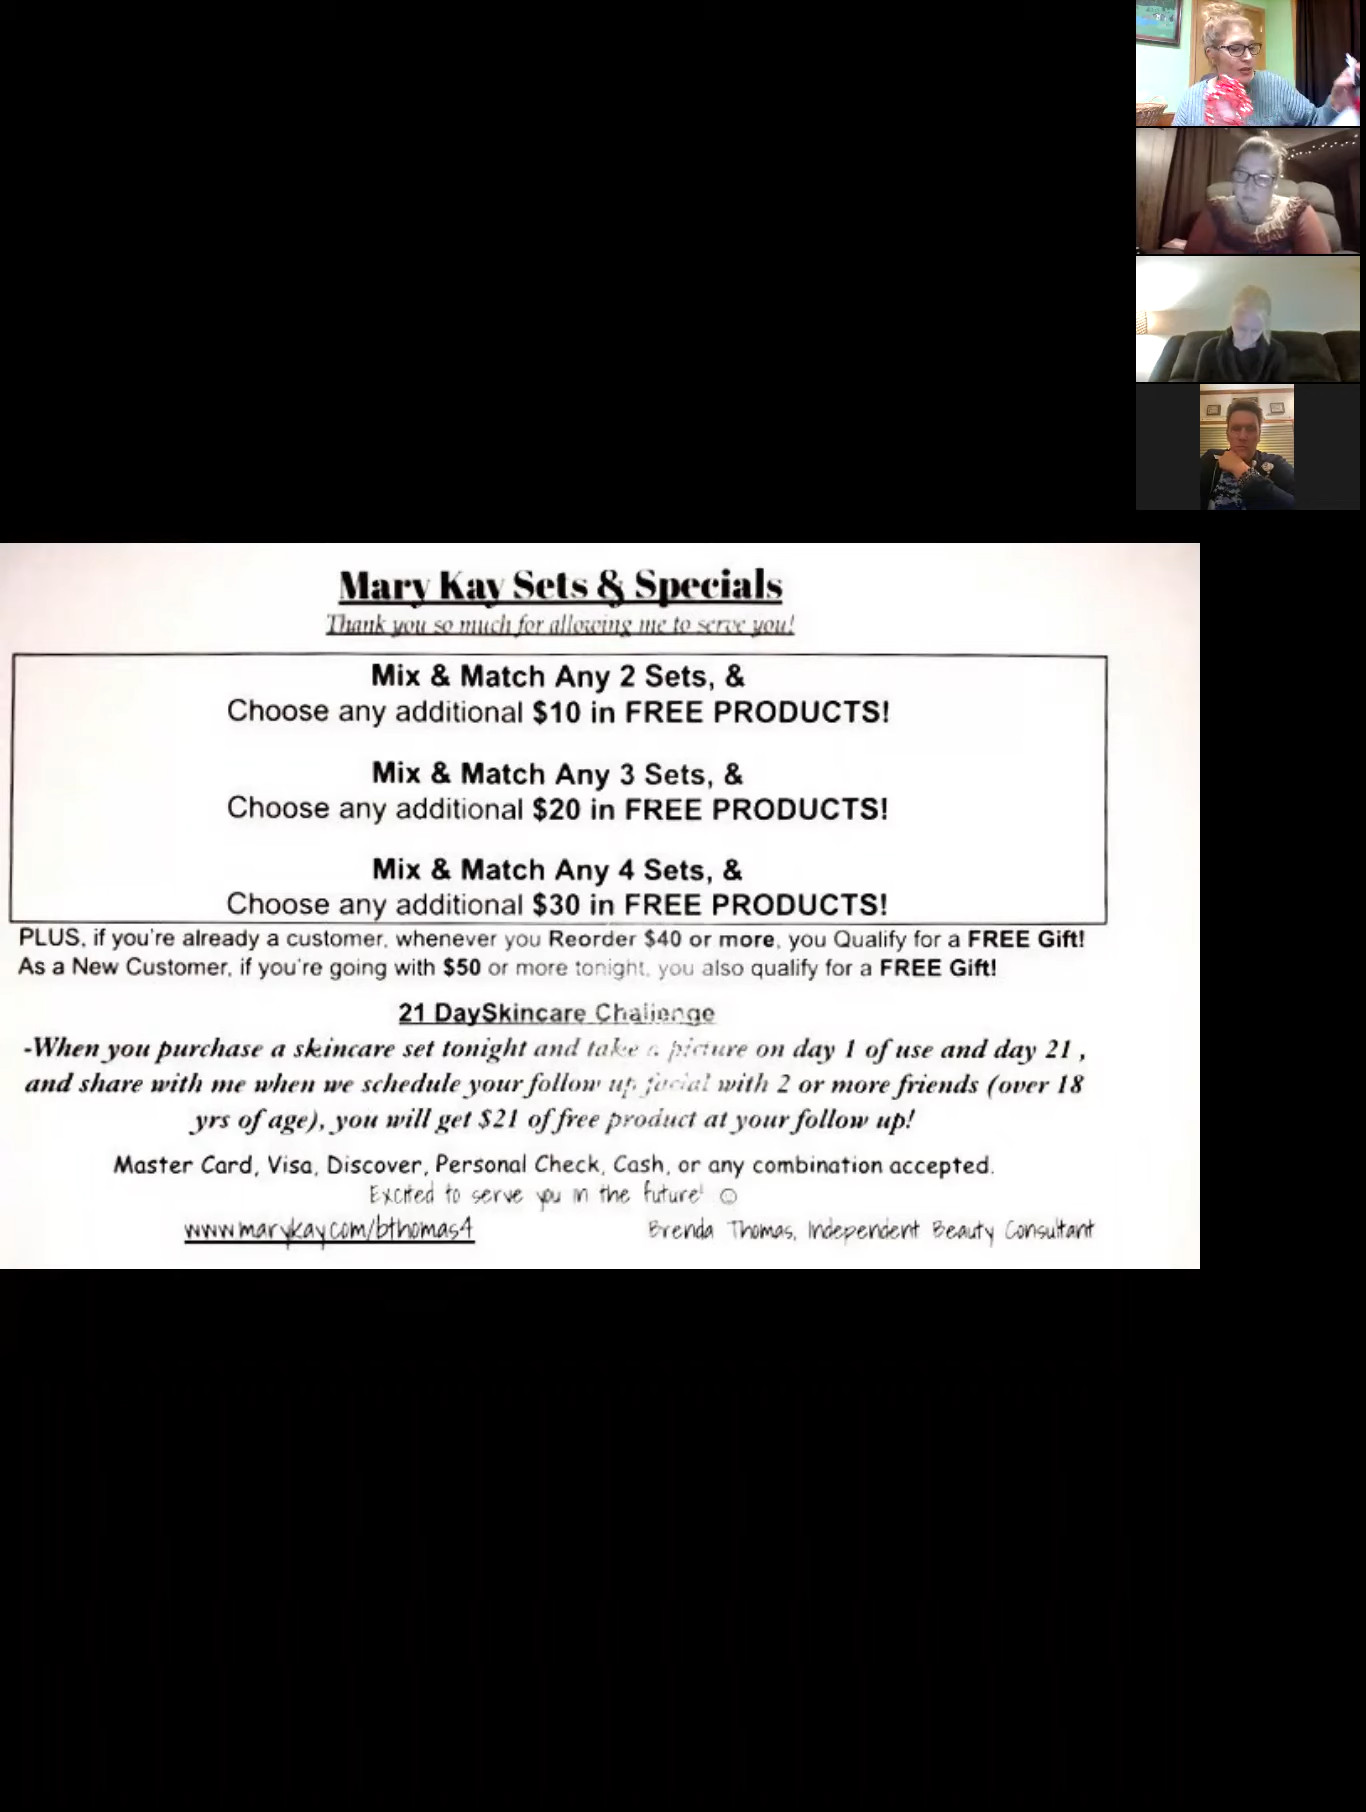 Mary Kay Sets & Specials
Thank you so much for allowing me to serve you!
Mix & Match Any 2 Sets, &
Choose any additional $10 in FREE PRODUCTS!
Mix & Match Any 3 Sets, &
Choose any additional $20 in FREE PRODUCTS!
Mix & Match Any 4 Sets, &
Choose any additional $30 in FREE PRODUCTS!
PLUS, if you're already a customer, whenever you Reorder $40 or more, you Qualify for a FREE Gift!
As a New Customer, if you're going with $50 or more tonight, you also qualify for a FREE Gift!
21 DaySkincare Challenge
-When you purchase a skincare set tonight and take a picture on day 1 of use and day 21 ,
and share with me when we schedule your follow up facial with 2 or more friends (over 18
yrs of age), you will get $21 of free product at your follow up!
Master Card, Visa, Discover, Personal Check, Cash, or any combination accepted.
Excited to serve you in the future! ☺
www.marykay.com/bthomas4 Brenda Thomas, Independent Beauty Consultant